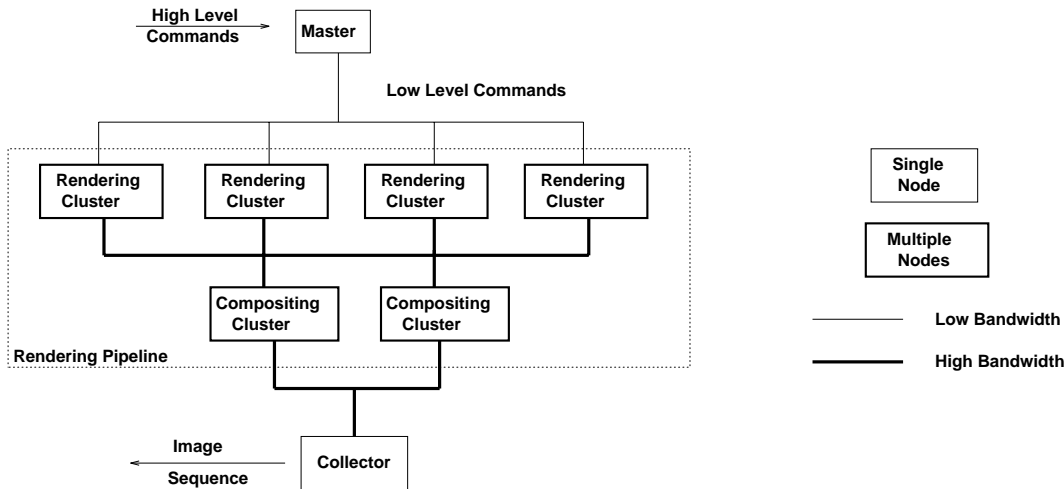 High Level
Commands
Master
Low Level Commands
Rendering
Cluster
Rendering
Cluster
Rendering
Cluster
Rendering
Cluster
Single
Node
Multiple
Nodes
Compositing
Cluster
Compositing
Cluster
Low Bandwidth
Rendering Pipeline
High Bandwidth
Image
Sequence
Collector